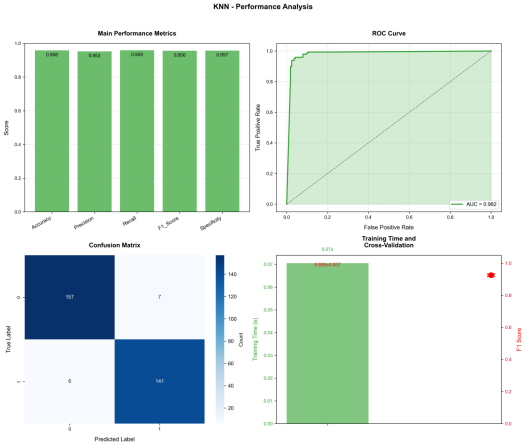 KNN - Performance Analysis
Main Performance Metrics
Score
1.0
0.8
0.6
0.4
0.2
0.0
0.958
0.953
0.959
0.956
0.957
Accuracy
Precision
Recall
F1_Score
Specificity
ROC Curve
True Positive Rate
1.0
0.8
0.6
0.4
0.2
0.0
0.0 0.2 0.4 0.6 0.8 1.0
AUC = 0.982
False Positive Rate
Confusion Matrix
True Label
0
1
157 7
6 141
0 1
Predicted Label
140
120
100
80
60
40
20
Count
Training Time and
Cross-Validation
0.07s
Training Time (s)
0.07
0.06
0.05
0.04
0.03
0.02
0.01
0.00
1.0
0.8
0.6
0.4
0.2
0.0
F1 Score